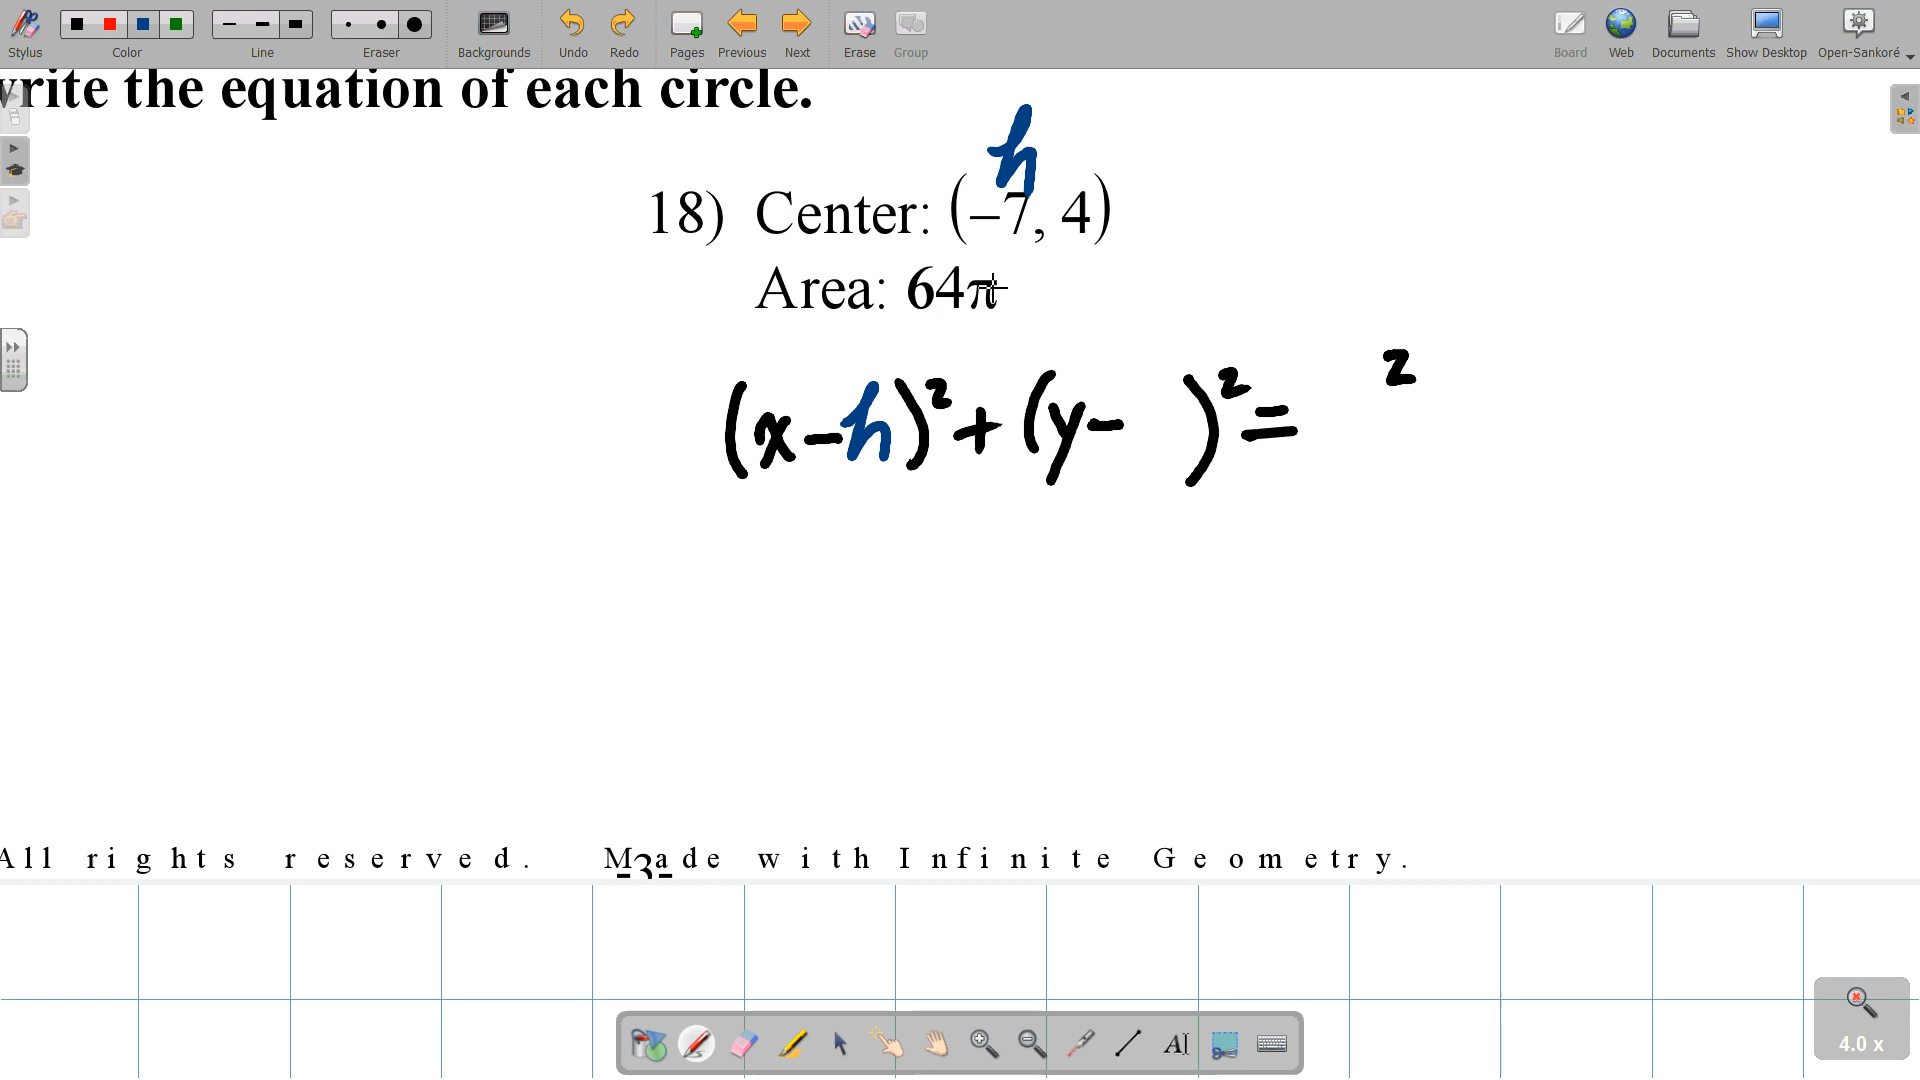 Stylus Color Line Eraser Backgrounds Undo Redo Pages Previous Next Erase Group Board Web Documents Show Desktop Open-Sankoré
write the equation of each circle.
h
18) Center: (–7, 4)
Area: 64π
(x-h)²+(y- )²= ²
All rights reserved. Made with Infinite Geometry.
-3-
4.0 x